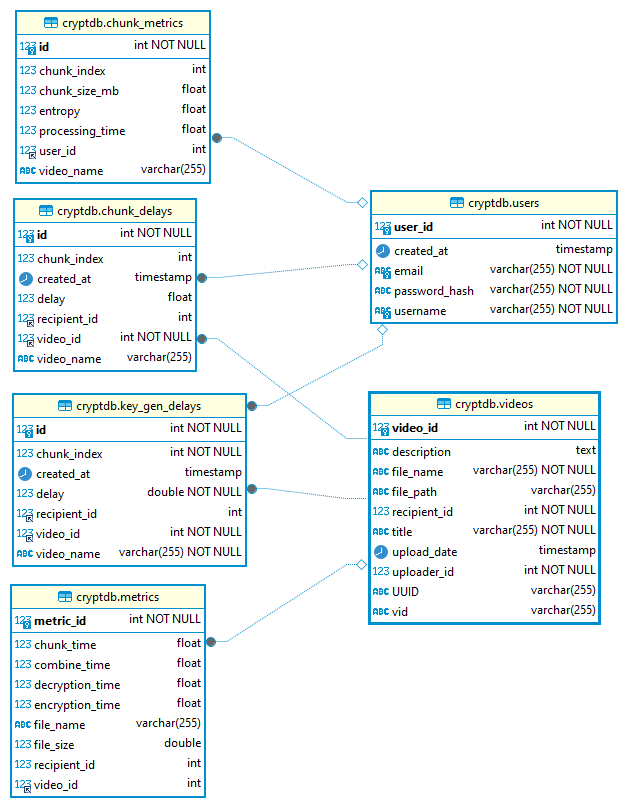 cryptdb.chunk_metrics
123 id int NOT NULL
123 chunk_index int
123 chunk_size_mb float
123 entropy float
123 processing_time float
123 user_id int
ABC video_name varchar(255)
cryptdb.chunk_delays
123 id int NOT NULL
123 chunk_index int
created_at timestamp
123 delay float
123 recipient_id int
123 video_id int NOT NULL
ABC video_name varchar(255)
cryptdb.key_gen_delays
123 id int NOT NULL
123 chunk_index int NOT NULL
created_at timestamp
123 delay double NOT NULL
123 recipient_id int
123 video_id int NOT NULL
ABC video_name varchar(255) NOT NULL
cryptdb.metrics
123 metric_id int NOT NULL
123 chunk_time float
123 combine_time float
123 decryption_time float
123 encryption_time float
ABC file_name varchar(255)
123 file_size double
123 recipient_id int
123 video_id int
cryptdb.users
123 user_id int NOT NULL
created_at timestamp
ABC email varchar(255) NOT NULL
ABC password_hash varchar(255) NOT NULL
ABC username varchar(255) NOT NULL
cryptdb.videos
123 video_id int NOT NULL
ABC description text
ABC file_name varchar(255) NOT NULL
ABC file_path varchar(255)
123 recipient_id int NOT NULL
ABC title varchar(255) NOT NULL
upload_date timestamp
123 uploader_id int NOT NULL
ABC UUID varchar(255)
ABC vid varchar(255)